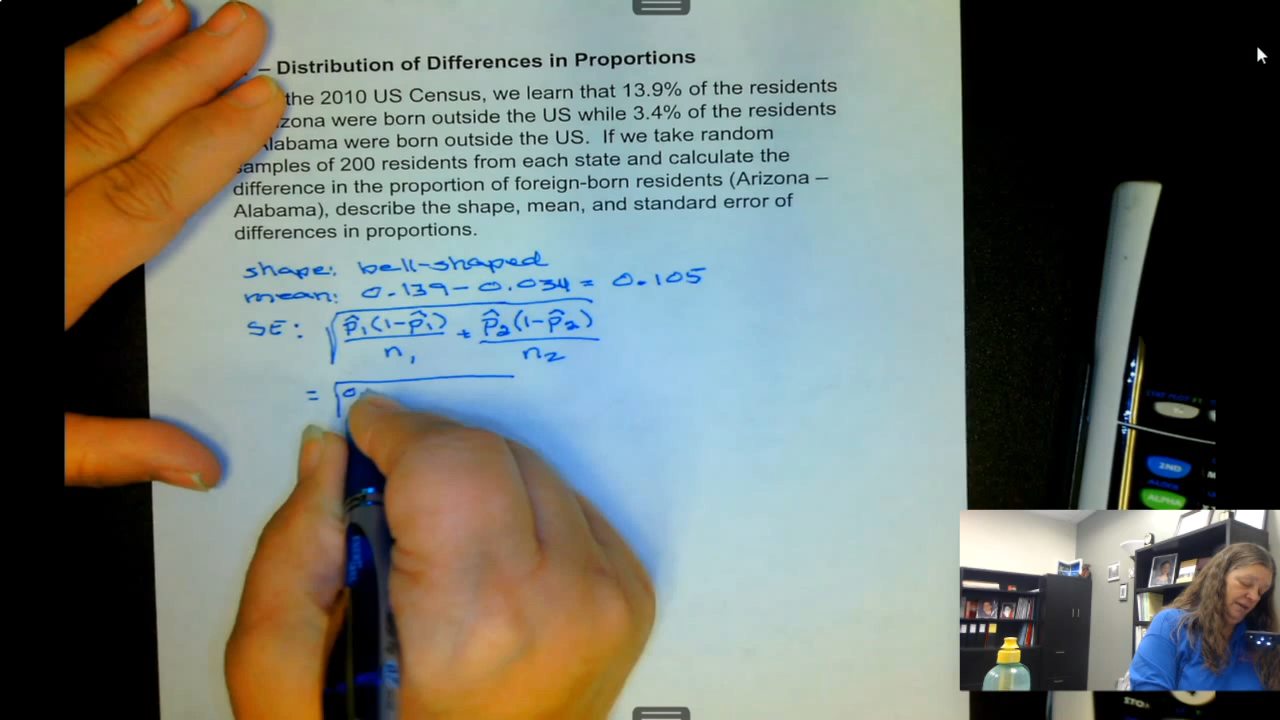 – Distribution of Differences in Proportions
the 2010 US Census, we learn that 13.9% of the residents
zona were born outside the US while 3.4% of the residents
labama were born outside the US. If we take random
samples of 200 residents from each state and calculate the
difference in the proportion of foreign-born residents (Arizona –
Alabama), describe the shape, mean, and standard error of
differences in proportions.
shape: bell-shaped
mean: 0.139 - 0.034 = 0.105
SE: √(p̂₁(1-p̂₁)/n₁ + p̂₂(1-p̂₂)/n₂)
= √0.
2ND
ALPHA
STO